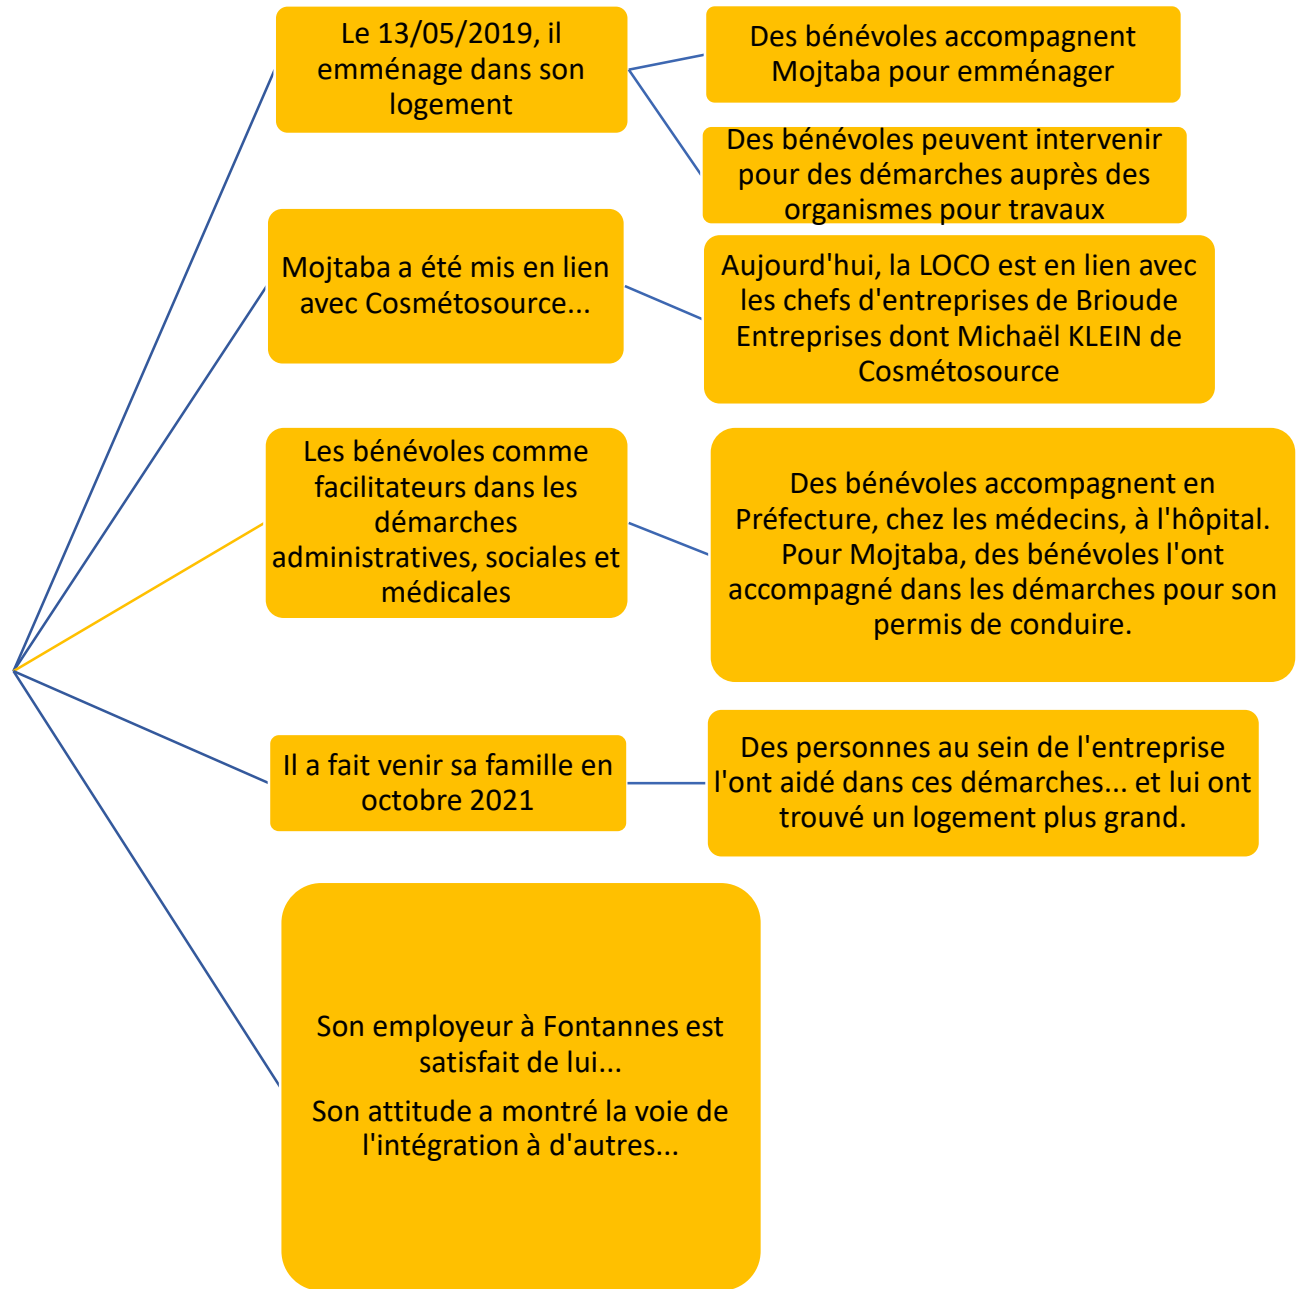 Le 13/05/2019, il
emménage dans son
logement
Des bénévoles accompagnent
Mojtaba pour emménager
Des bénévoles peuvent intervenir
pour des démarches auprès des
organismes pour travaux
Mojtaba a été mis en lien
avec Cosmétosource...
Aujourd'hui, la LOCO est en lien avec
les chefs d'entreprises de Brioude
Entreprises dont Michaël KLEIN de
Cosmétosource
Les bénévoles comme
facilitateurs dans les
démarches
administratives, sociales et
médicales
Des bénévoles accompagnent en
Préfecture, chez les médecins, à l'hôpital.
Pour Mojtaba, des bénévoles l'ont
accompagné dans les démarches pour son
permis de conduire.
Il a fait venir sa famille en
octobre 2021
Des personnes au sein de l'entreprise
l'ont aidé dans ces démarches... et lui ont
trouvé un logement plus grand.
Son employeur à Fontannes est
satisfait de lui...
Son attitude a montré la voie de
l'intégration à d'autres...